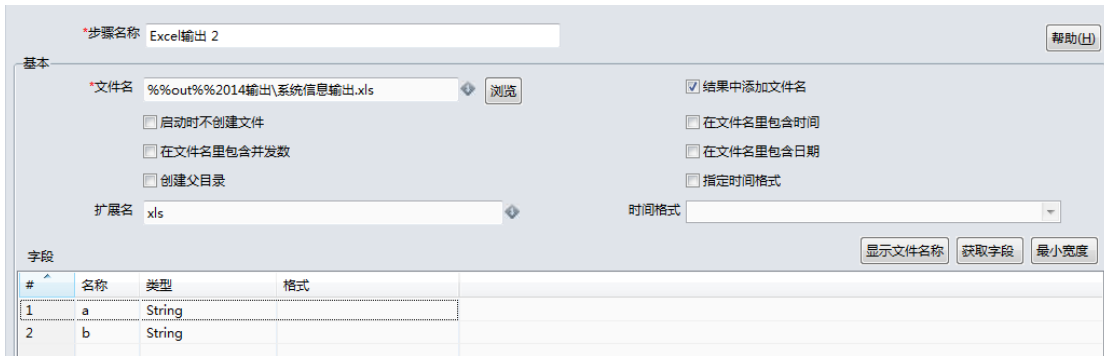 *步骤名称 Excel输出 2 帮助(H)
基本
*文件名 %%out%%2014输出\系统信息输出.xls 浏览 结果中添加文件名
启动时不创建文件 在文件名里包含时间
在文件名里包含并发数 在文件名里包含日期
创建父目录 指定时间格式
扩展名 xls 时间格式
字段 显示文件名称 获取字段 最小宽度
# 名称 类型 格式
1 a String
2 b String